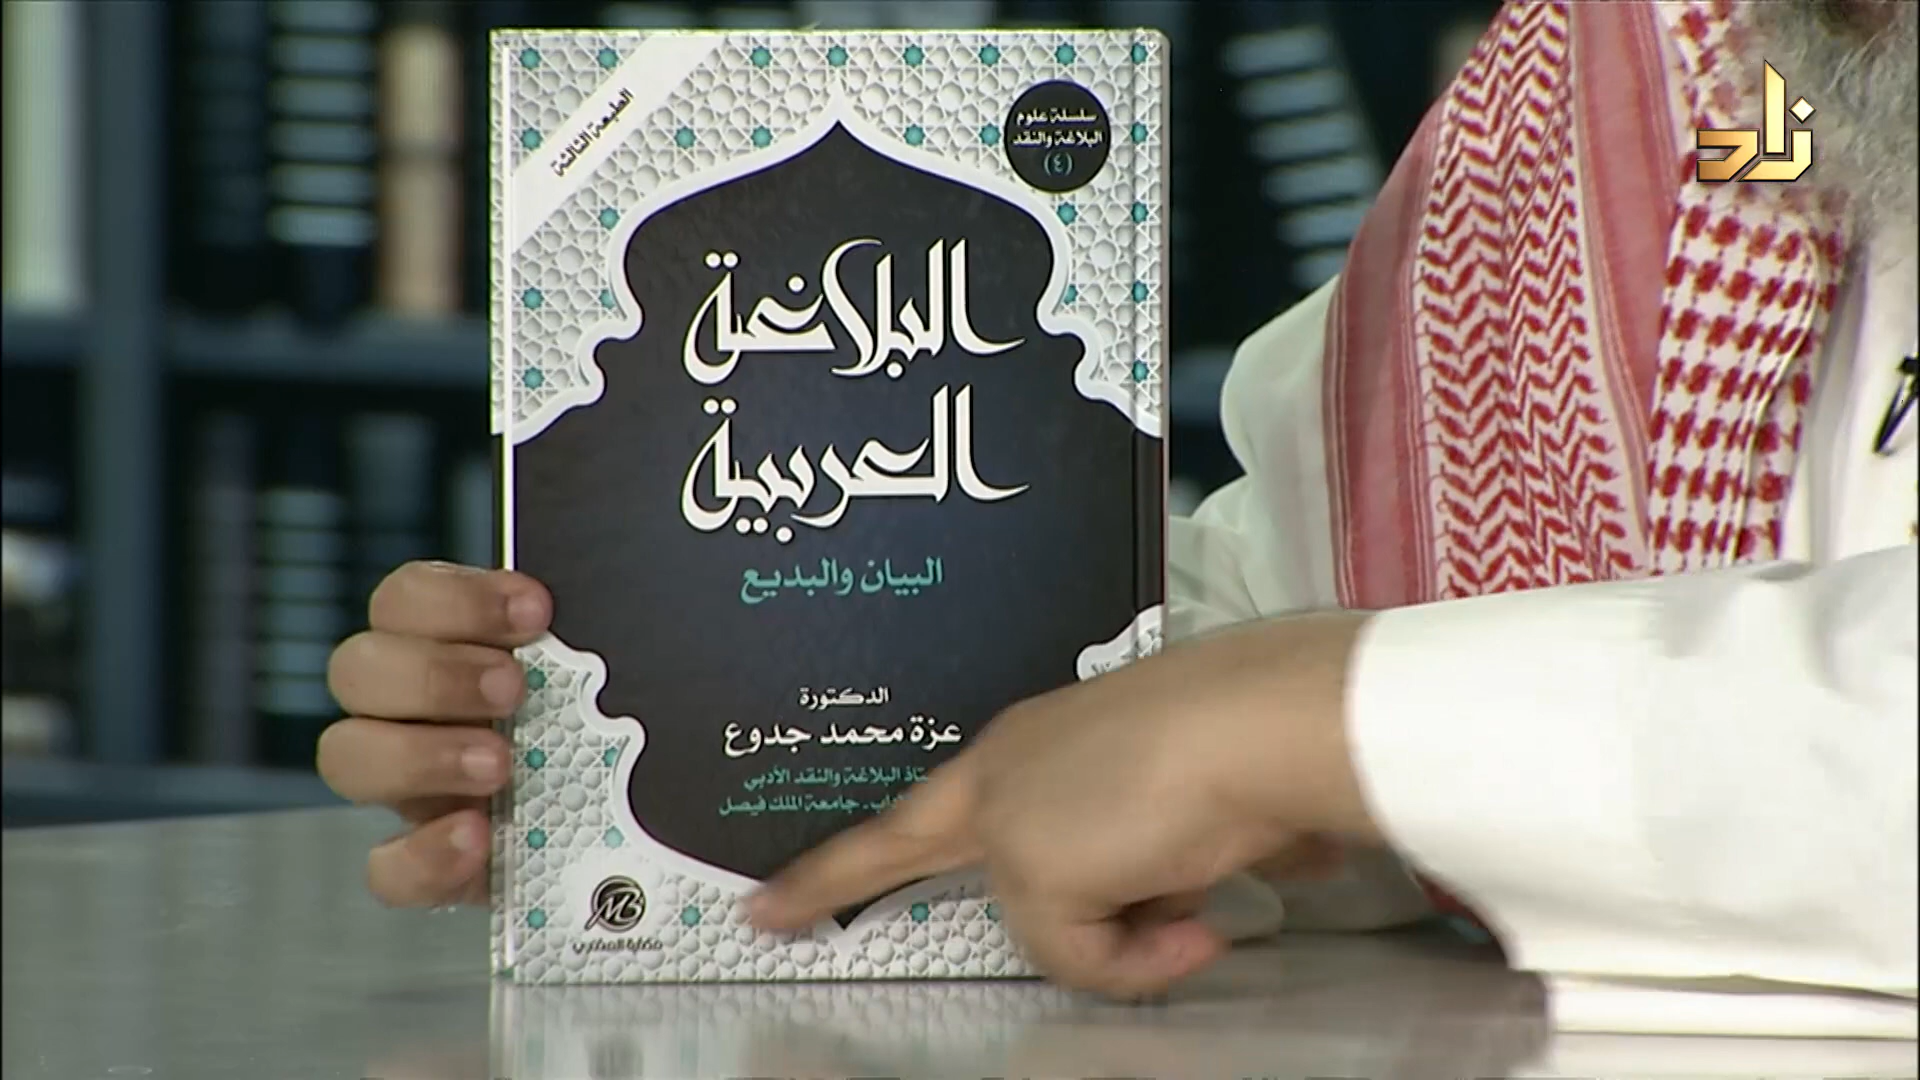 الطبعة الثالثة
سلسلة علوم
البلاغة والنقد
(٤)
زاد
البلاغة
العربية
البيان والبديع
الدكتورة
عزة محمد جدوع
البلاغة والنقد الأدبي
جامعة الملك فيصل